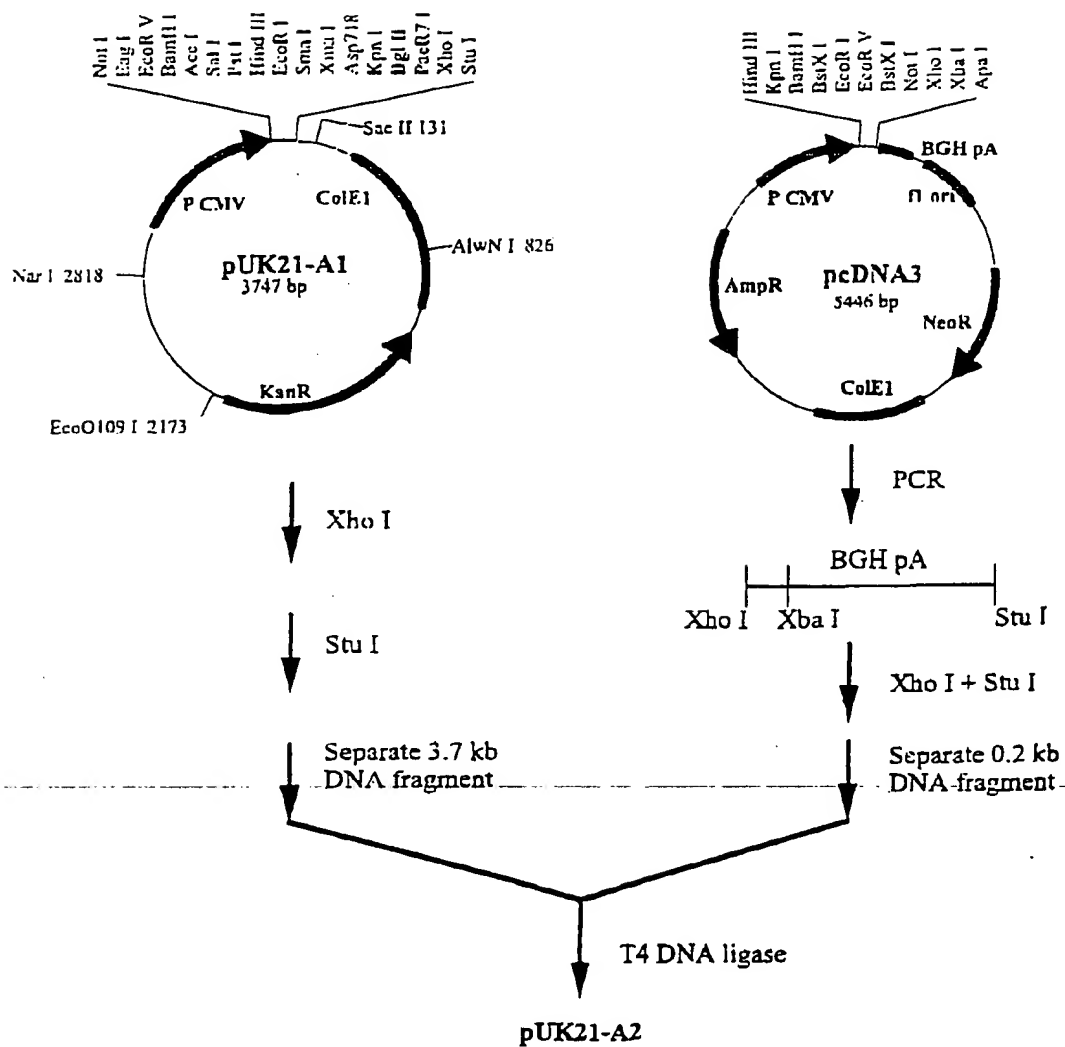 Not I
Eag I
EcoR V
BamH I
Acc I
Sal I
Pst I
Hind III
EcoR I
Sma I
Xma I
Asp718
Kpn I
Bgl II
PaeR7 I
Xho I
Stu I
Sac II 131
P CMV
ColE1
pUK21-A1
3747 bp
AlwN I 826
Nar I 2818
KanR
EcoO109 I 2173
Hind III
Kpn I
BamH I
BstX I
EcoR I
EcoR V
BstX I
Not I
Xho I
Xba I
Apa I
BGH pA
P CMV
f1 ori
AmpR
pcDNA3
5446 bp
NeoR
ColE1
Xho I
Stu I
Separate 3.7 kb
DNA fragment
PCR
BGH pA
Xho I
Xba I
Stu I
Xho I + Stu I
Separate 0.2 kb
DNA fragment
T4 DNA ligase
pUK21-A2